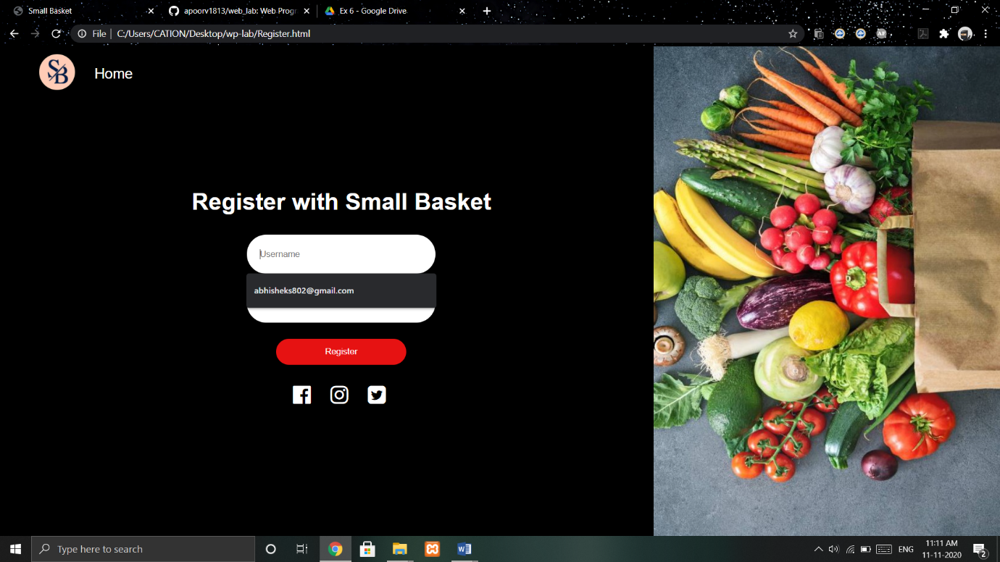 Small Basket
apoorv1813/web_lab: Web Progr
Ex 6 - Google Drive
File | C:/Users/CATION/Desktop/wp-lab/Register.html
SB
Home
Register with Small Basket
Username
abhisheks802@gmail.com
Register
Type here to search
ENG
11:11 AM
11-11-2020
2